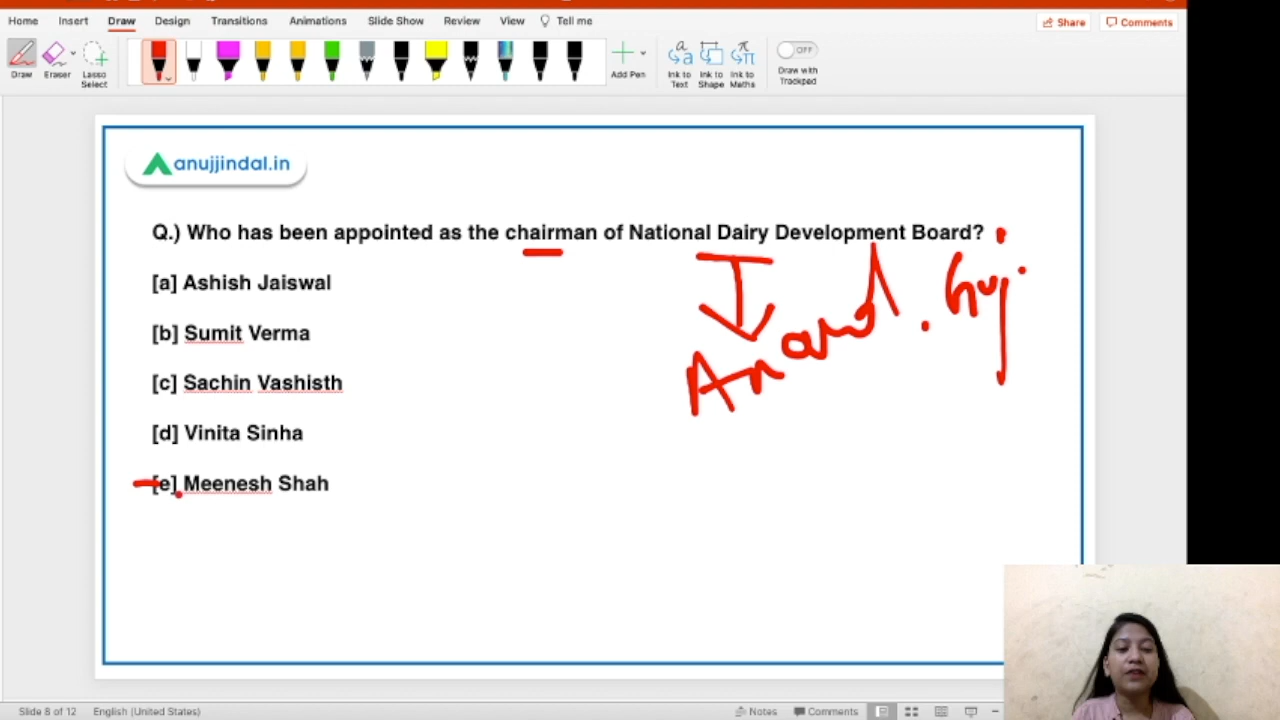 Home Insert Draw Design Transitions Animations Slide Show Review View Tell me Share Comments
Draw Eraser Lasso Select Add Pen Ink to Text Ink to Shape Ink to Maths OFF Draw with Trackpad
anujjindal.in
Q.) Who has been appointed as the chairman of National Dairy Development Board?
[a] Ashish Jaiswal
[b] Sumit Verma
[c] Sachin Vashisth
[d] Vinita Sinha
[e] Meenesh Shah
Anand. Guj.
Slide 8 of 12 English (United States) Notes Comments